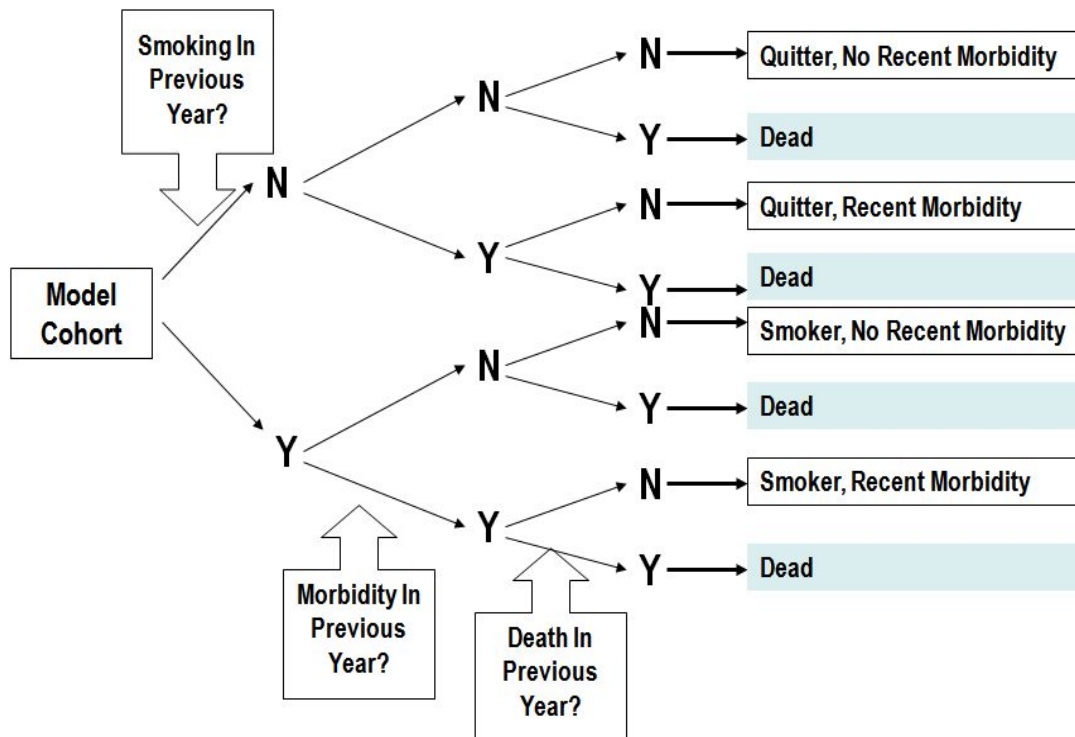 Smoking In
Previous
Year?
N
N
N
Quitter, No Recent Morbidity
Y
Dead
Y
N
Quitter, Recent Morbidity
Y
Dead
Model
Cohort
Y
N
N
Smoker, No Recent Morbidity
Y
Dead
Y
N
Smoker, Recent Morbidity
Y
Dead
Morbidity In
Previous
Year?
Death In
Previous
Year?